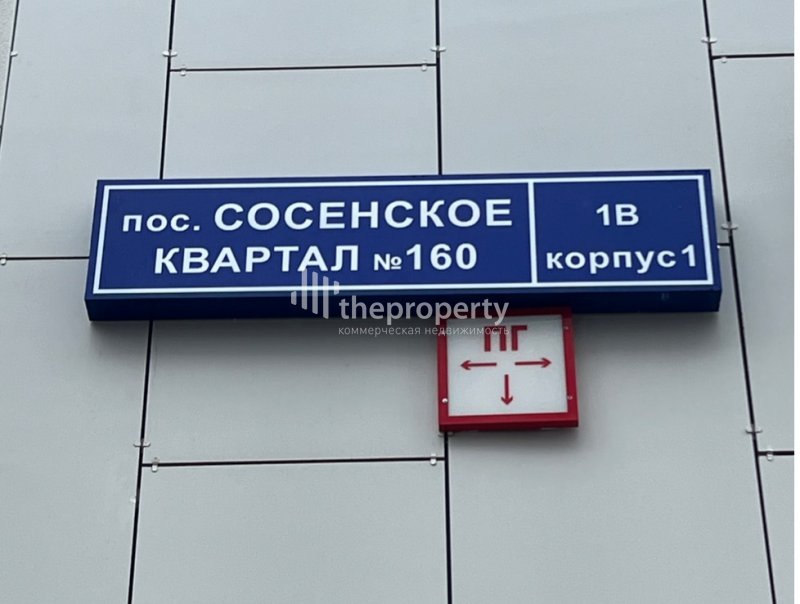 пос. СОСЕНСКОЕ
КВАРТАЛ №160
1В
корпус1
theproperty
коммерческая недвижимость
ПГ